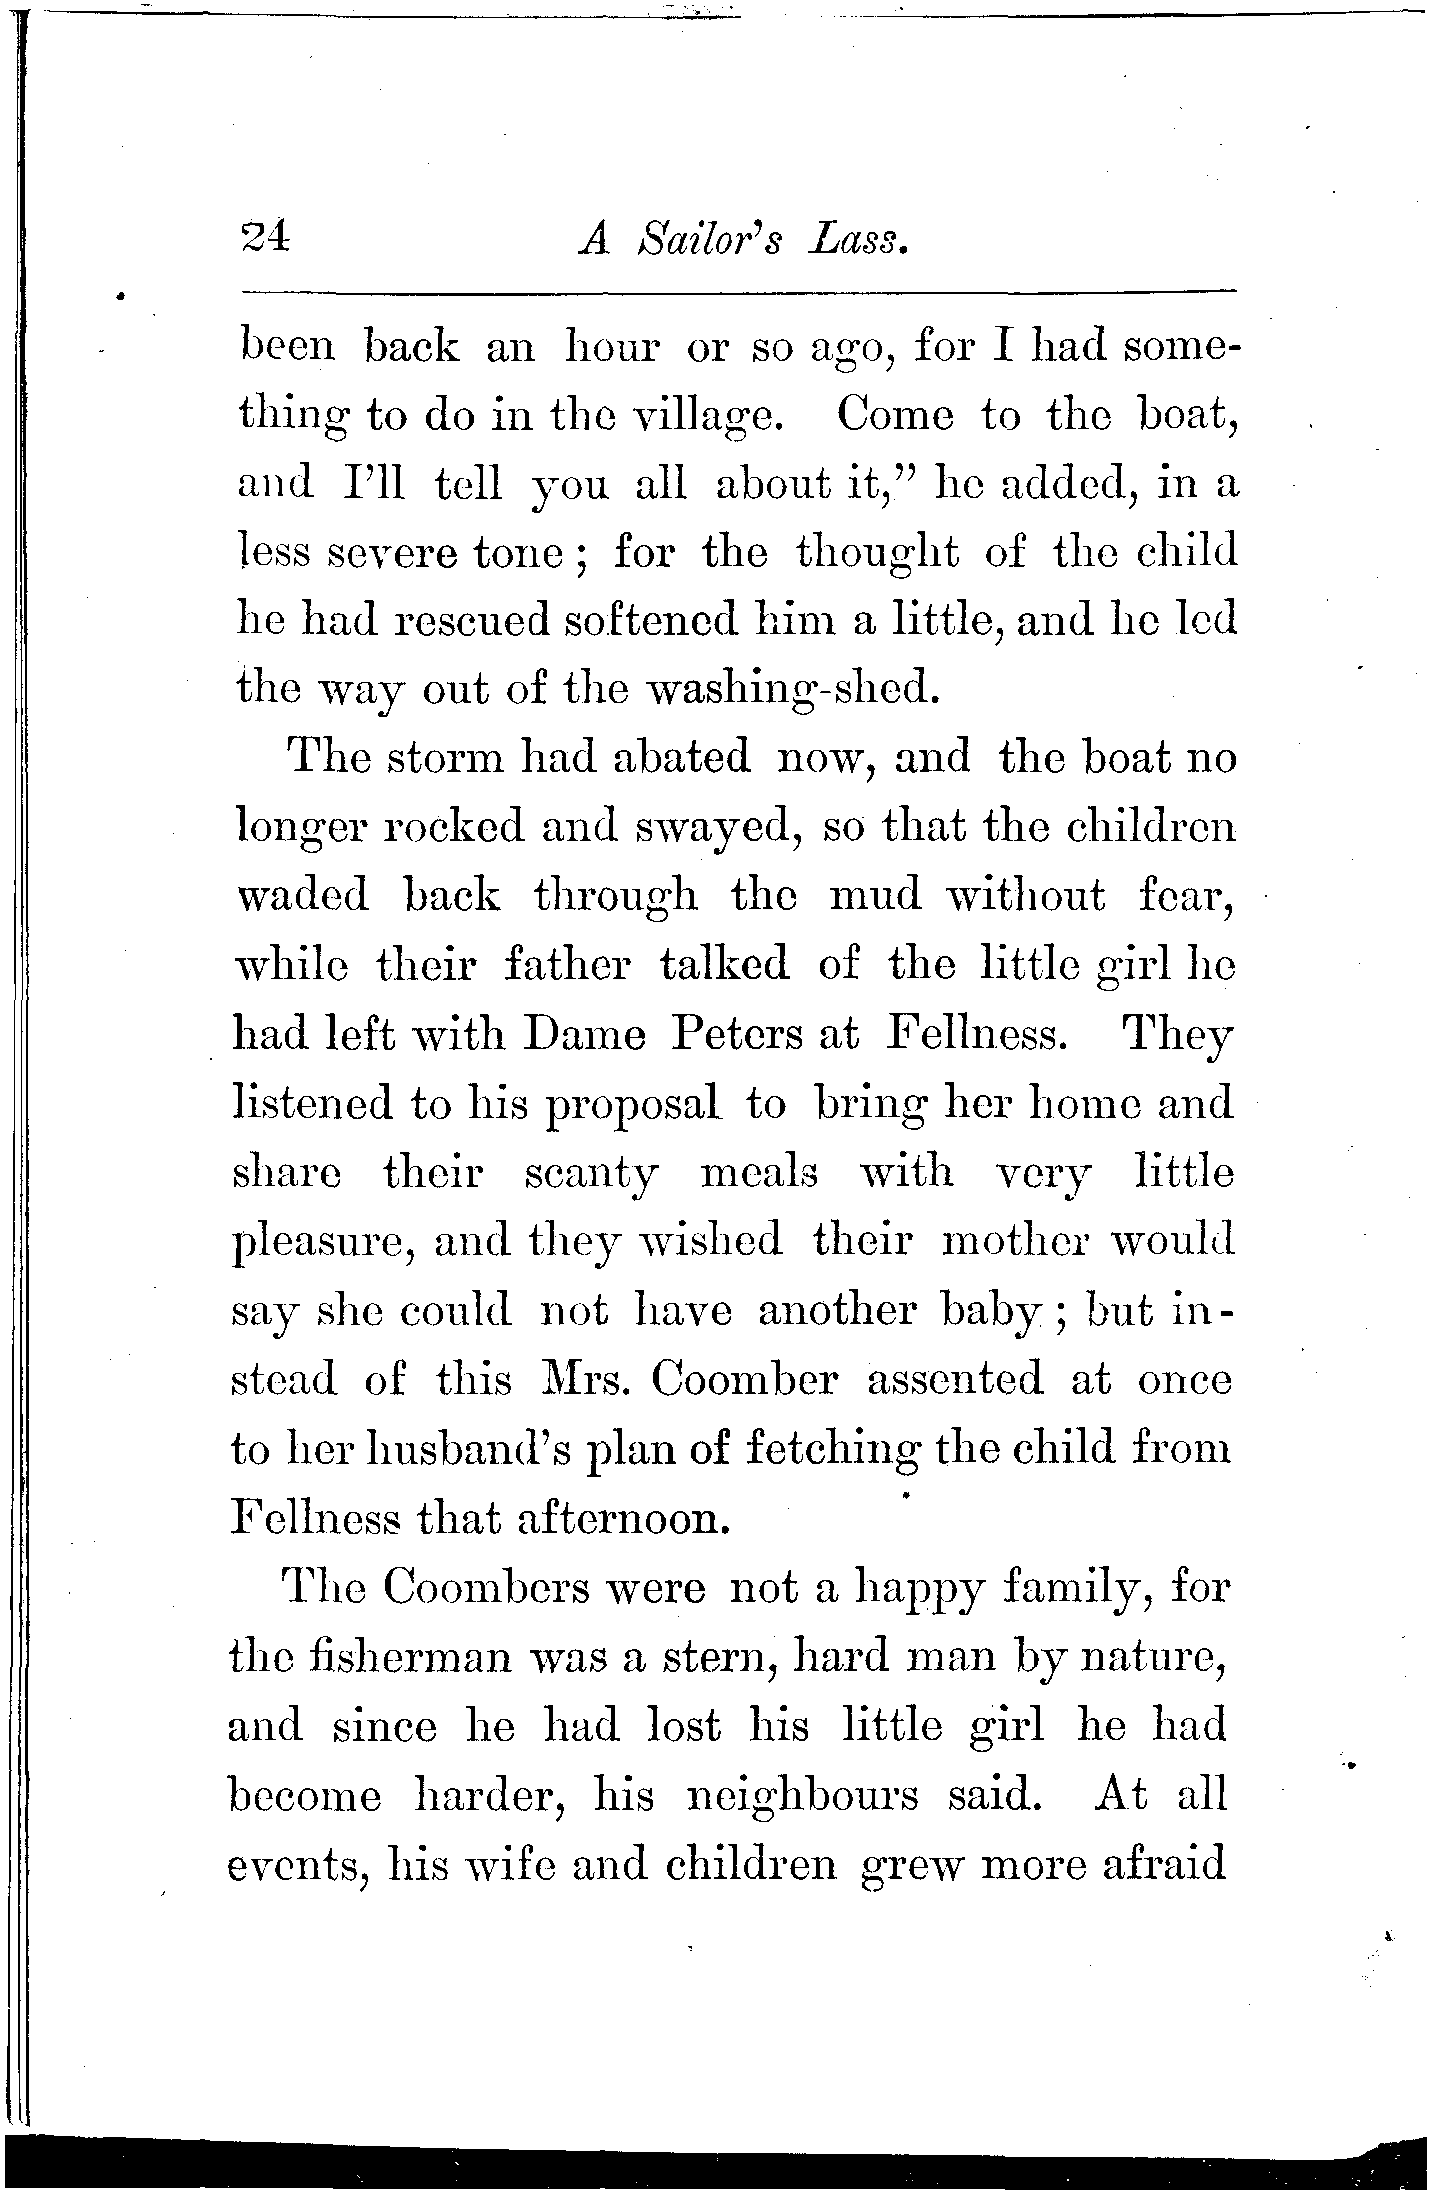 24 A Sailor's Lass.
been back an hour or so ago, for I had some-
thing to do in the village. Come to the boat,
and I'll tell you all about it," he added, in a
less severe tone ; for the thought of the child
he had rescued softened him a little, and he led
the way out of the washing-shed.
The storm had abated now, and the boat no
longer rocked and swayed, so that the children
waded back through the mud without fear,
while their father talked of the little girl he
had left with Dame Peters at Fellness. They
listened to his proposal to bring her home and
share their scanty meals with very little
pleasure, and they wished their mother would
say she could not have another baby ; but in-
stead of this Mrs. Coomber assented at once
to her husband's plan of fetching the child from
Fellness that afternoon.
The Coombers were not a happy family, for
the fisherman was a stern, hard man by nature,
and since he had lost his little girl he had
become harder, his neighbours said. At all
events, his wife and children grew more afraid